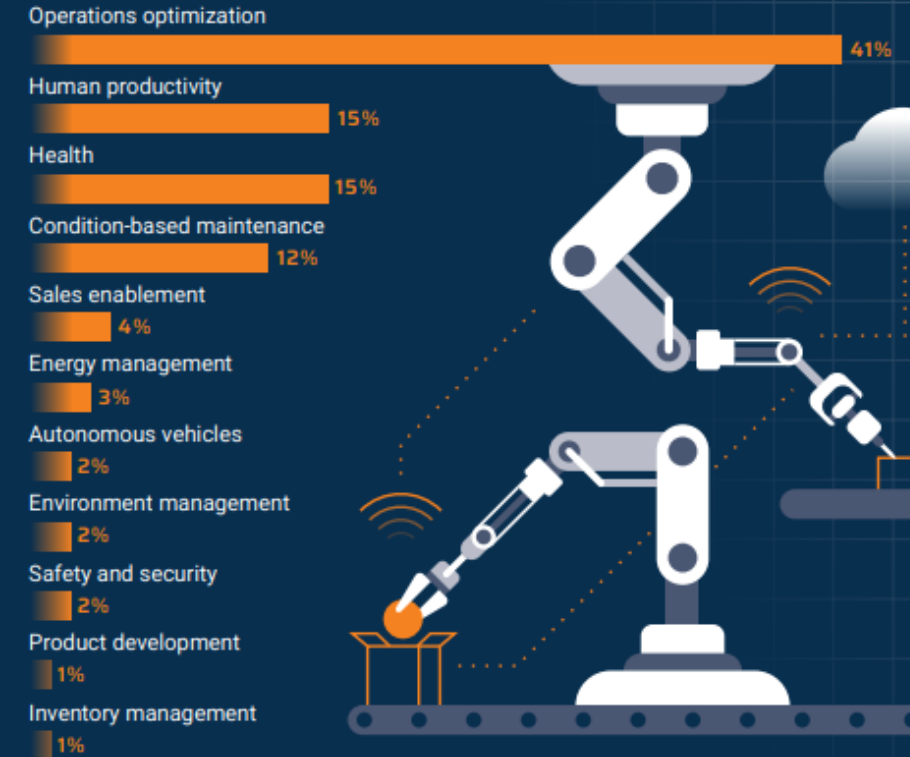 Operations optimization
41%
Human productivity
15%
Health
15%
Condition-based maintenance
12%
Sales enablement
4%
Energy management
3%
Autonomous vehicles
2%
Environment management
2%
Safety and security
2%
Product development
1%
Inventory management
1%